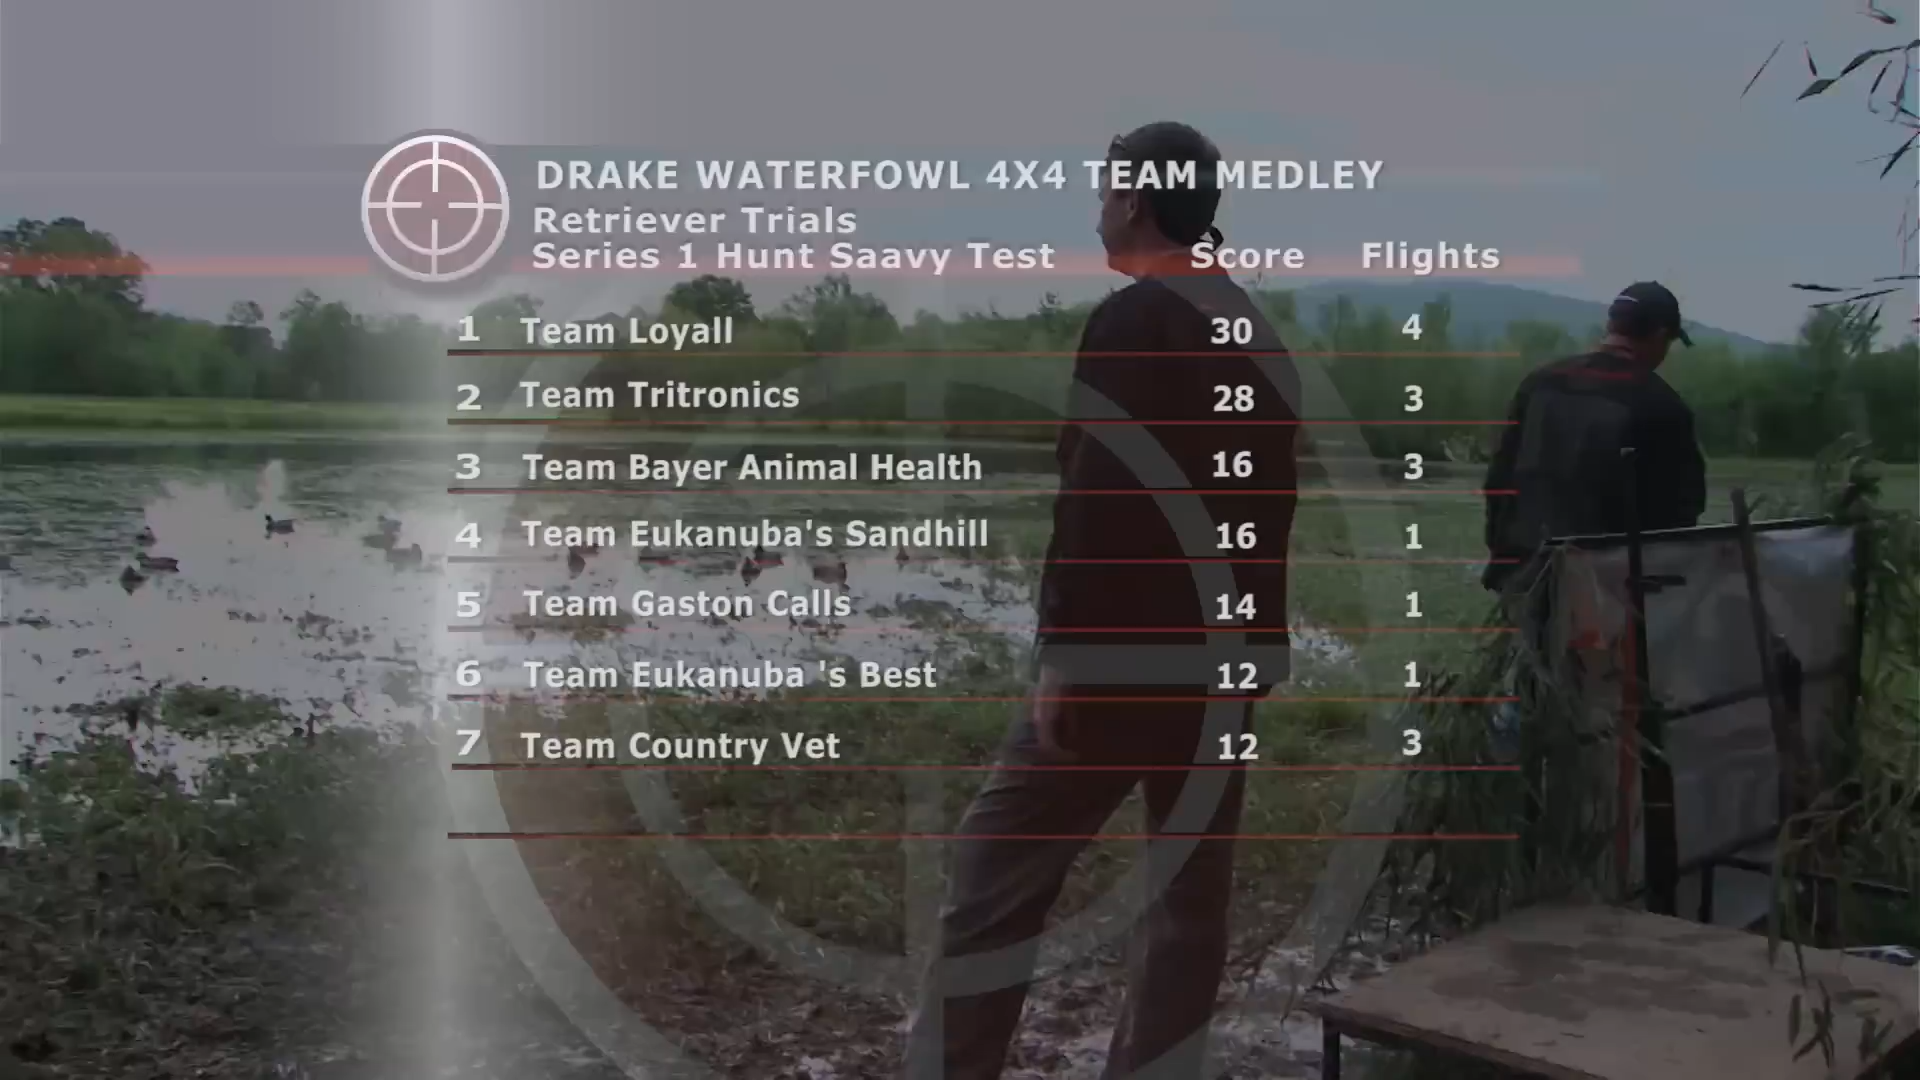 DRAKE WATERFOWL 4X4 TEAM MEDLEY
Retriever Trials
Series 1 Hunt Saavy Test Score Flights
1 Team Loyall 30 4
2 Team Tritronics 28 3
3 Team Bayer Animal Health 16 3
4 Team Eukanuba's Sandhill 16 1
5 Team Gaston Calls 14 1
6 Team Eukanuba 's Best 12 1
7 Team Country Vet 12 3